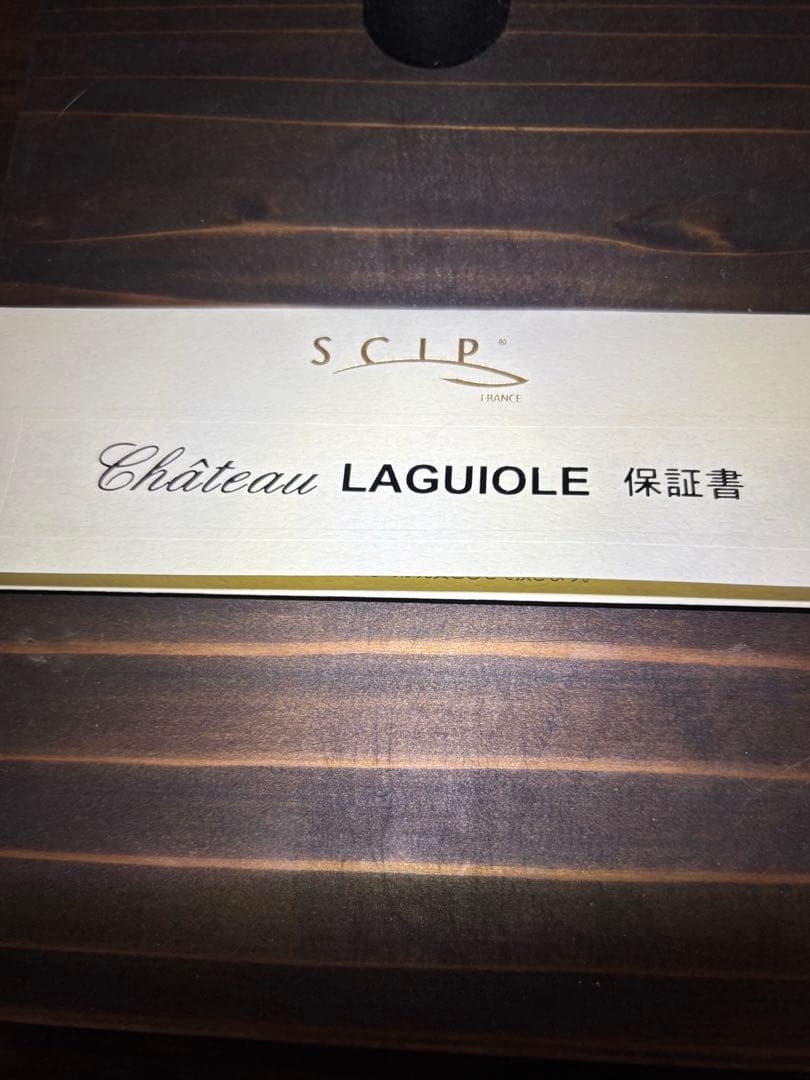 SCIP®
FRANCE
Château LAGUIOLE 保証書